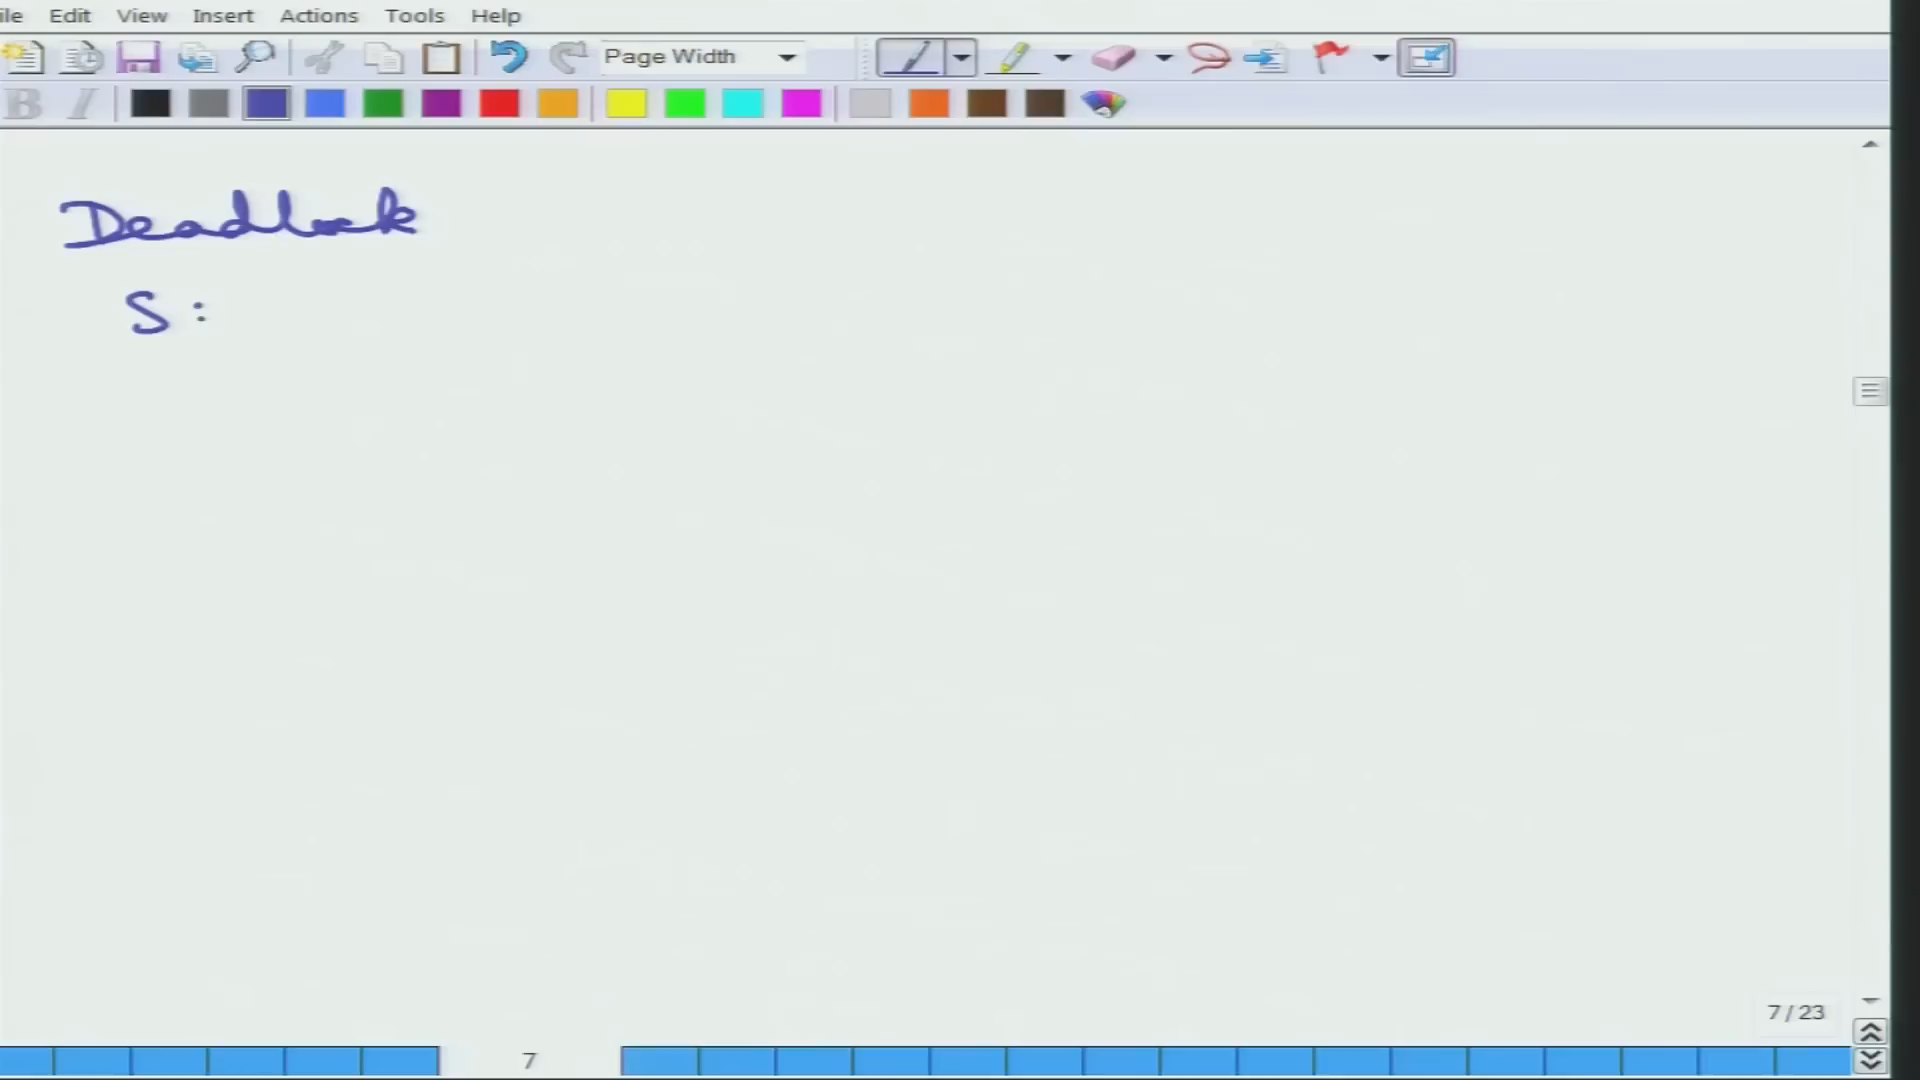 ile Edit View Insert Actions Tools Help
Page Width
B I
Deadlock
S :
7 / 23
7